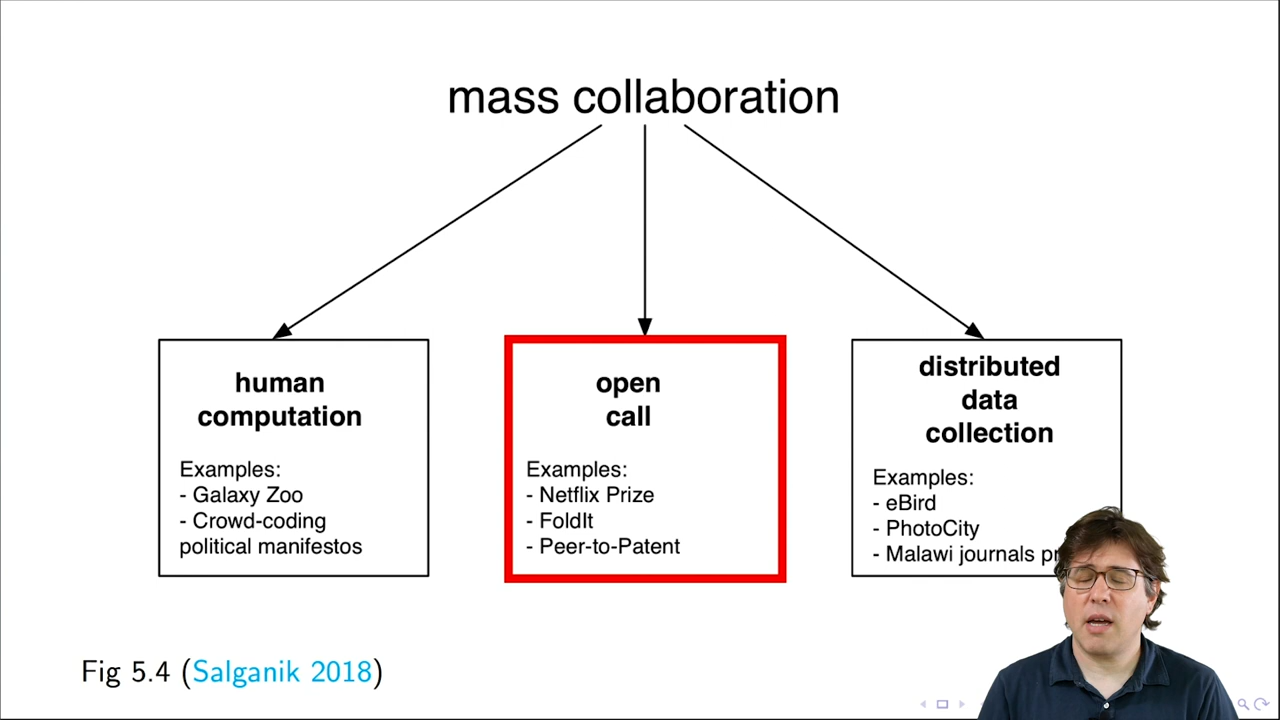 mass collaboration
human
computation
Examples:
- Galaxy Zoo
- Crowd-coding
political manifestos
open
call
Examples:
- Netflix Prize
- FoldIt
- Peer-to-Patent
distributed
data
collection
Examples:
- eBird
- PhotoCity
- Malawi journals
Fig 5.4 (Salganik 2018)